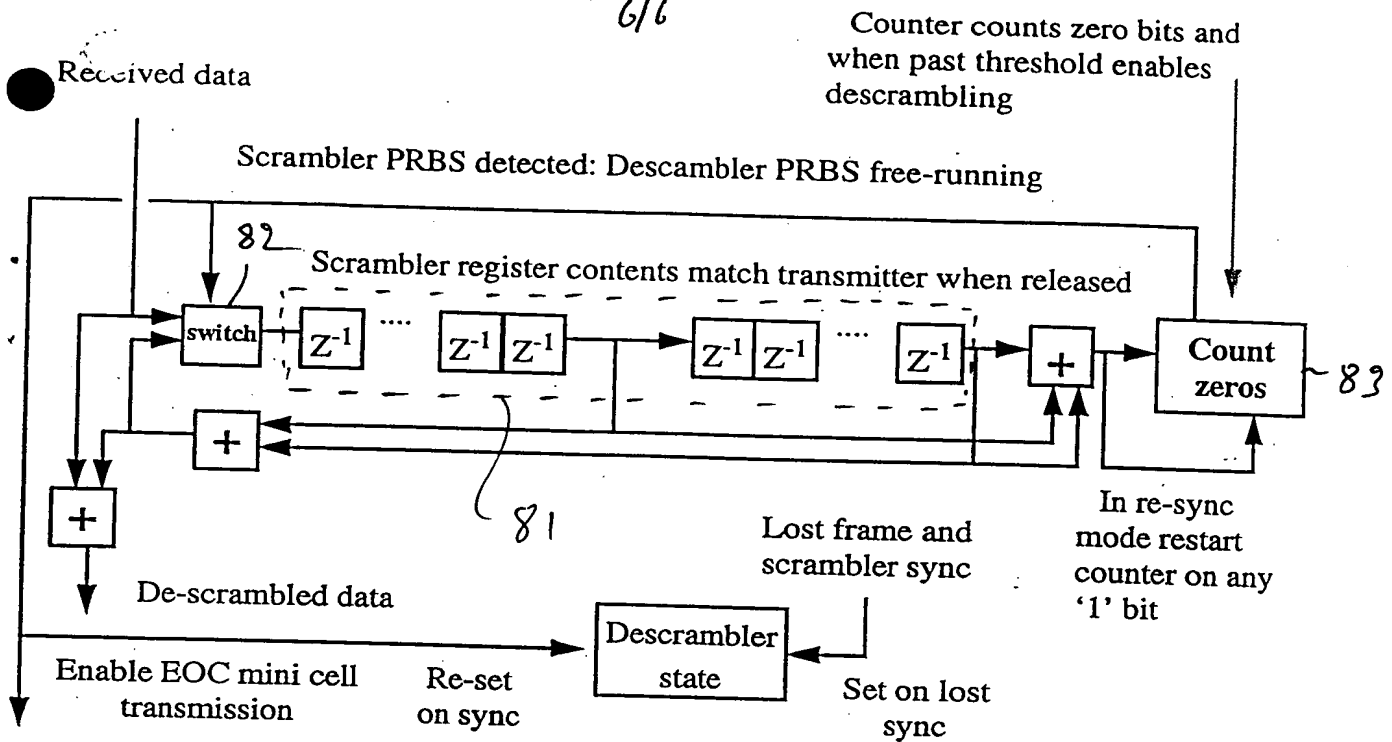 6/6
Counter counts zero bits and
when past threshold enables
descrambling
Received data
Scrambler PRBS detected: Descambler PRBS free-running
82
Scrambler register contents match transmitter when released
switch
Z-1 .... Z-1 Z-1 Z-1 Z-1 .... Z-1
+
Count
zeros
83
+
+
81
In re-sync
mode restart
counter on any
‘1’ bit
Lost frame and
scrambler sync
De-scrambled data
Descrambler
state
Enable EOC mini cell
transmission
Re-set
on sync
Set on lost
sync